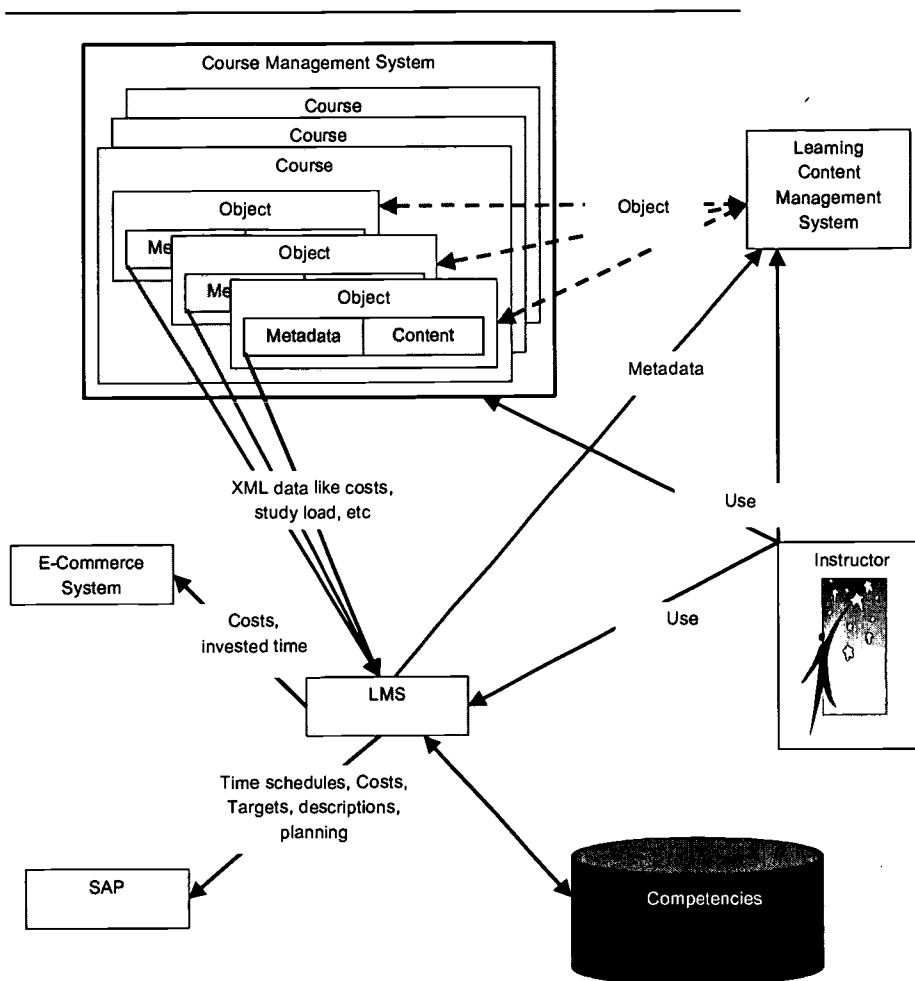 Course Management System
Course
Course
Course
Object
Me
Object
Me
Object
Metadata
Content
Object
Learning
Content
Management
System
Metadata
XML data like costs,
study load, etc
Use
E-Commerce
System
Instructor
Costs,
invested time
Use
LMS
Time schedules, Costs,
Targets, descriptions,
planning
SAP
Competencies